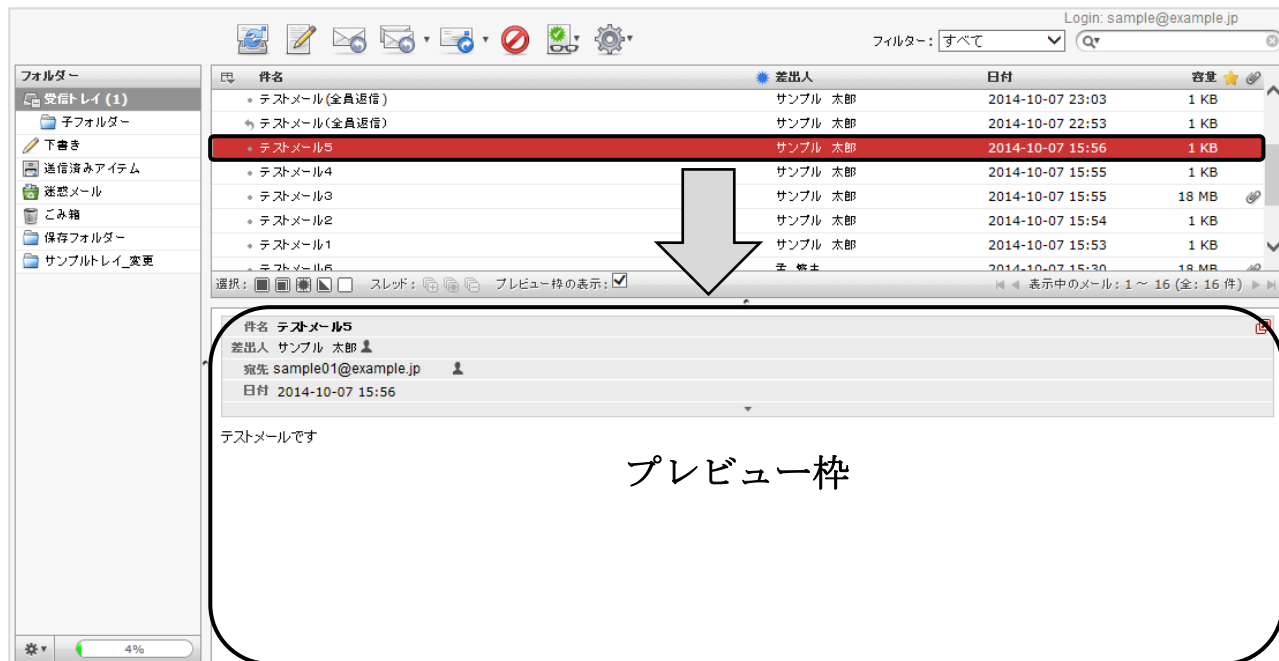 Login: sample@example.jp
フィルター: すべて
フォルダー
受信トレイ (1)
子フォルダー
下書き
送信済みアイテム
迷惑メール
ごみ箱
保存フォルダー
サンプルトレイ_変更
件名 差出人 日付 容量
テストメール(全員返信) サンプル 太郎 2014-10-07 23:03 1 KB
テストメール(全員返信) サンプル 太郎 2014-10-07 22:53 1 KB
テストメール5 サンプル 太郎 2014-10-07 15:56 1 KB
テストメール4 サンプル 太郎 2014-10-07 15:55 1 KB
テストメール3 サンプル 太郎 2014-10-07 15:55 18 MB
テストメール2 サンプル 太郎 2014-10-07 15:54 1 KB
テストメール1 サンプル 太郎 2014-10-07 15:53 1 KB
2014-10-07 15:30 18 MB
選択: スレッド: プレビュー枠の表示: 表示中のメール: 1 ～ 16 (全: 16 件)
件名 テストメール5
差出人 サンプル 太郎
宛先 sample01@example.jp
日付 2014-10-07 15:56
テストメールです
プレビュー枠
4%